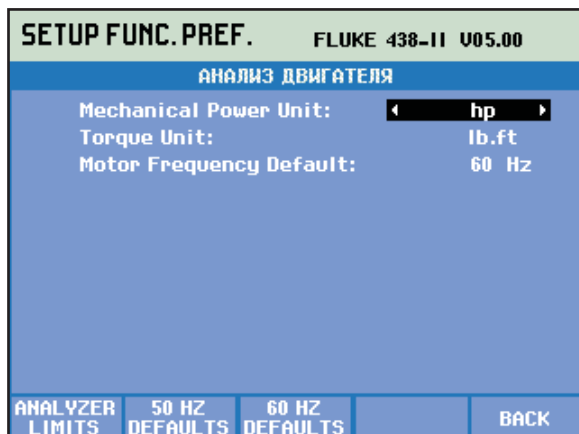 SETUP FUNC. PREF. FLUKE 438-II V05.00
АНАЛИЗ ДВИГАТЕЛЯ
Mechanical Power Unit: hp
Torque Unit: lb.ft
Motor Frequency Default: 60 Hz
ANALYZER LIMITS 50 HZ DEFAULTS 60 HZ DEFAULTS BACK